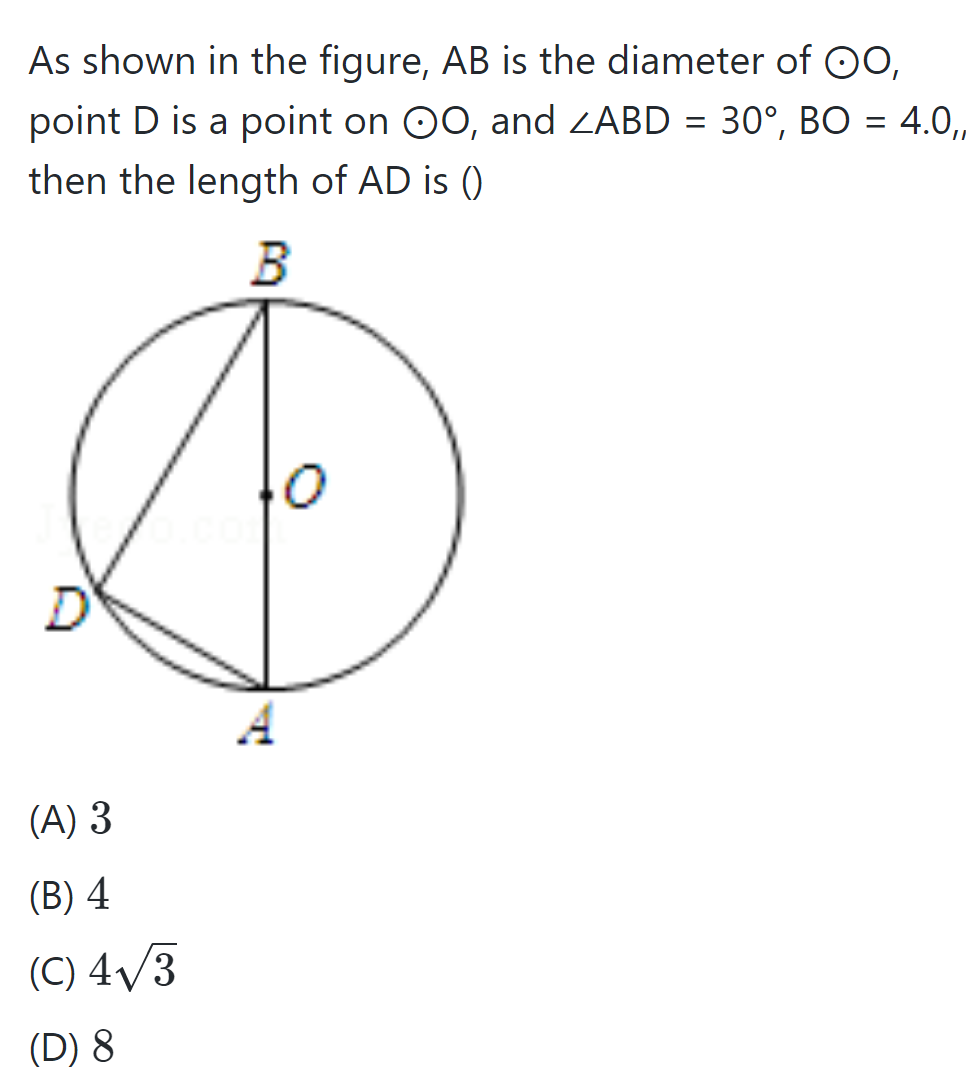 As shown in the figure, AB is the diameter of ⊙O,
point D is a point on ⊙O, and ∠ABD = 30°, BO = 4.0,,
then the length of AD is ()
B
O
D
A
(A) 3
(B) 4
(C) 4√3
(D) 8